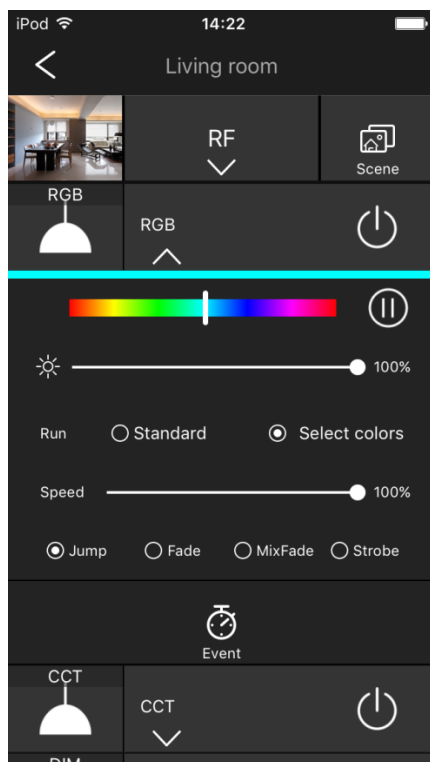 iPod 14:22
Living room
RF
Scene
RGB
RGB
100%
Run Standard Select colors
Speed 100%
Jump Fade MixFade Strobe
Event
CCT
CCT
DIM